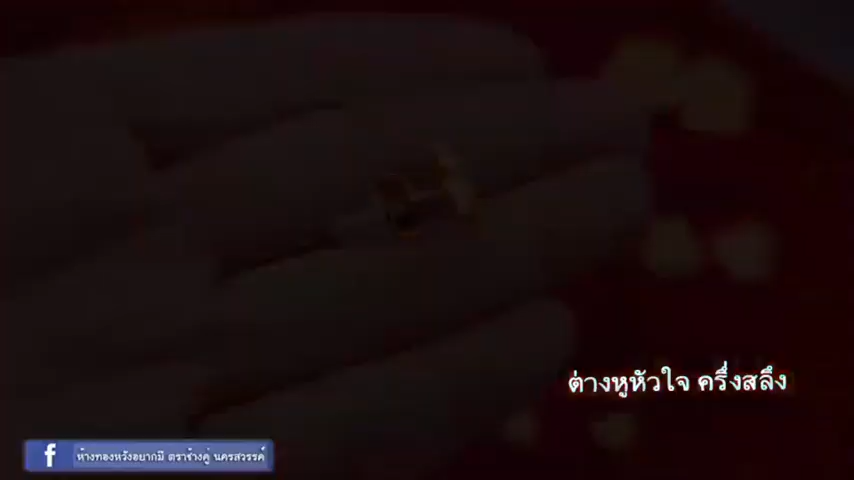 ต่างหูหัวใจ ครึ่งสลึง
f ห้างทองหวังอยากมี ตราช้างคู่ นครสวรรค์